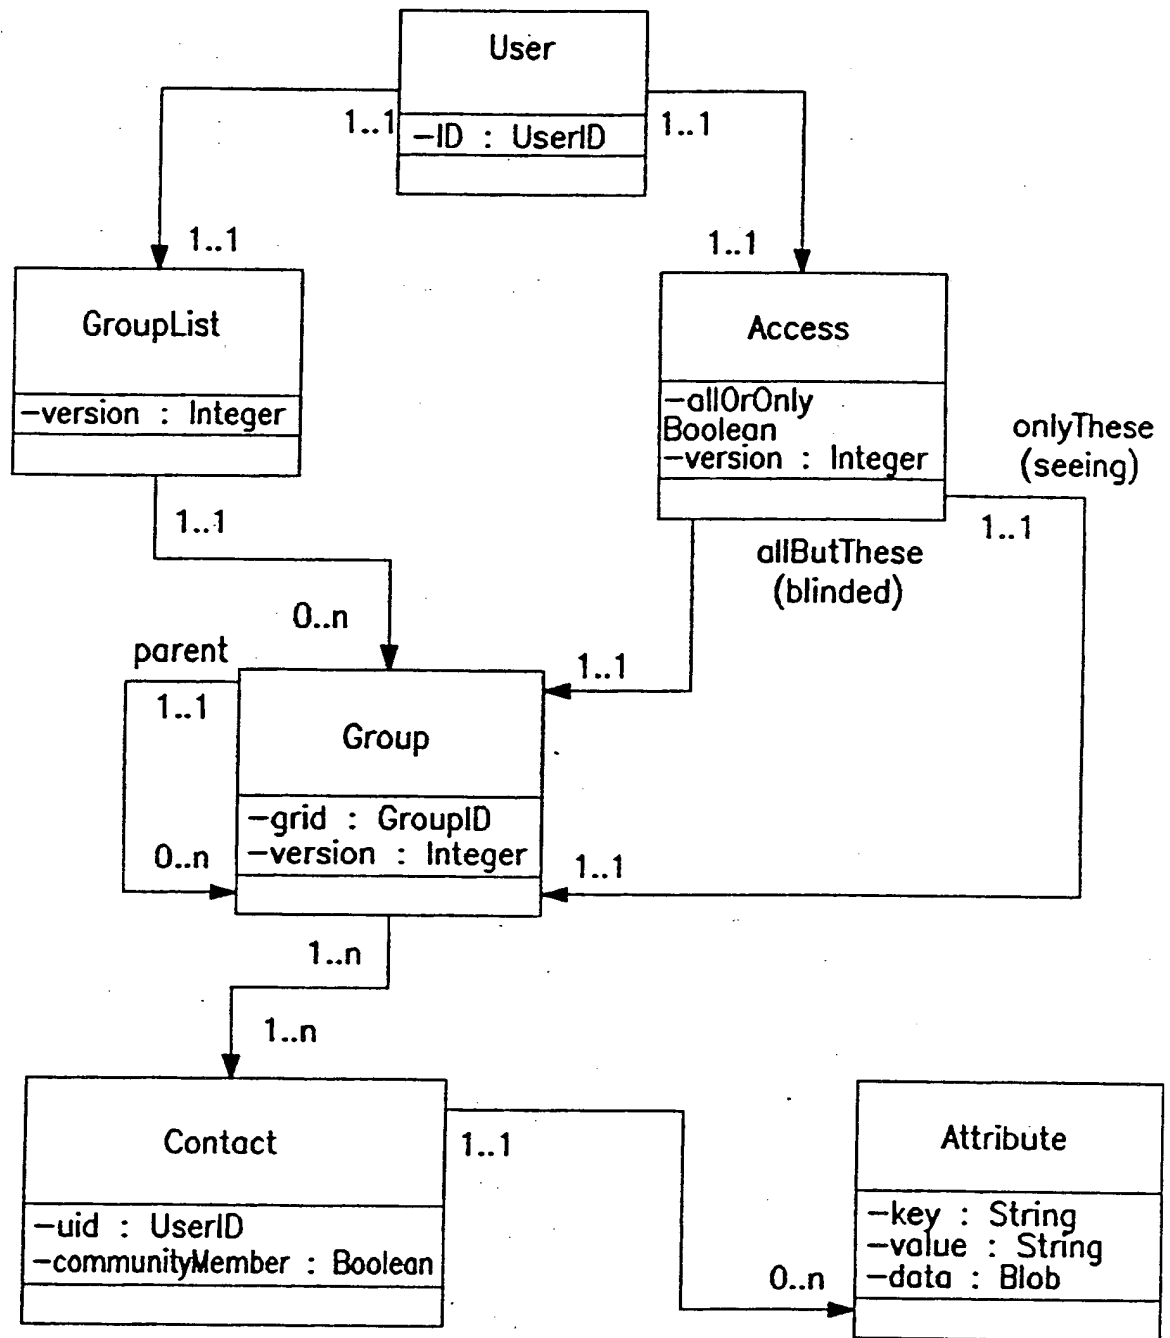 User
1..1
-ID : UserID
1..1
1..1
1..1
GroupList
-version : Integer
Access
-allOrOnly
Boolean
-version : Integer
onlyThese
(seeing)
1..1
1..1
allButThese
(blinded)
0..n
parent
1..1
1..1
Group
-grid : GroupID
-version : Integer
0..n
1..1
1..n
1..n
Contact
-uid : UserID
-communityMember : Boolean
1..1
Attribute
-key : String
-value : String
-data : Blob
0..n